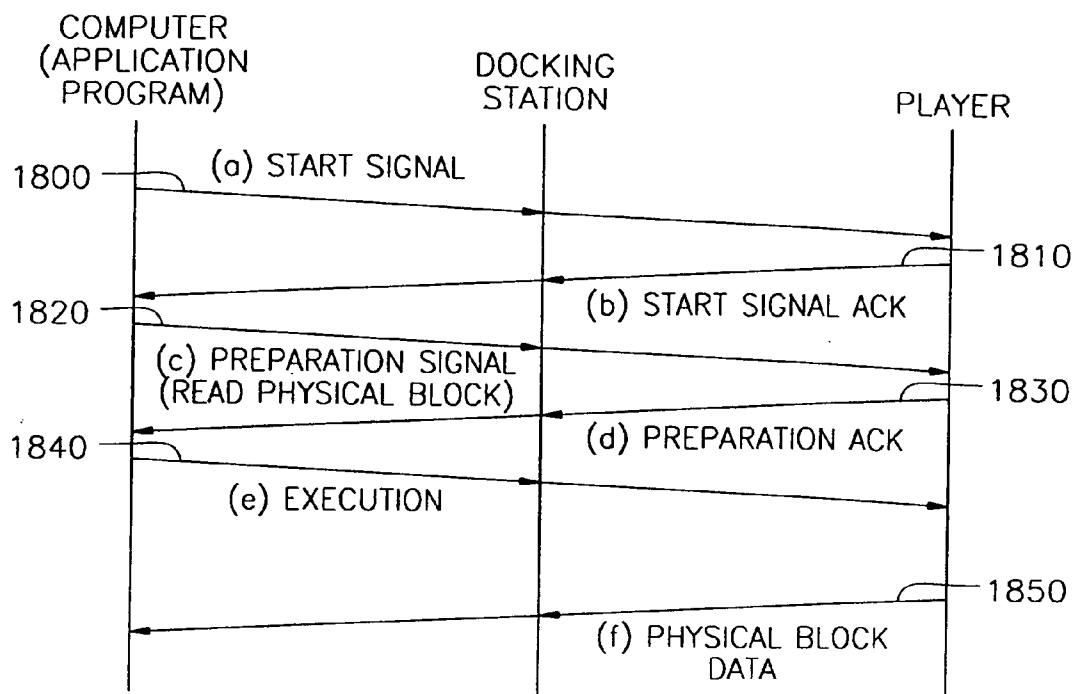 COMPUTER
(APPLICATION
PROGRAM)
DOCKING
STATION
PLAYER
1800
(a) START SIGNAL
1810
(b) START SIGNAL ACK
1820
(c) PREPARATION SIGNAL
(READ PHYSICAL BLOCK)
1830
(d) PREPARATION ACK
1840
(e) EXECUTION
1850
(f) PHYSICAL BLOCK
DATA